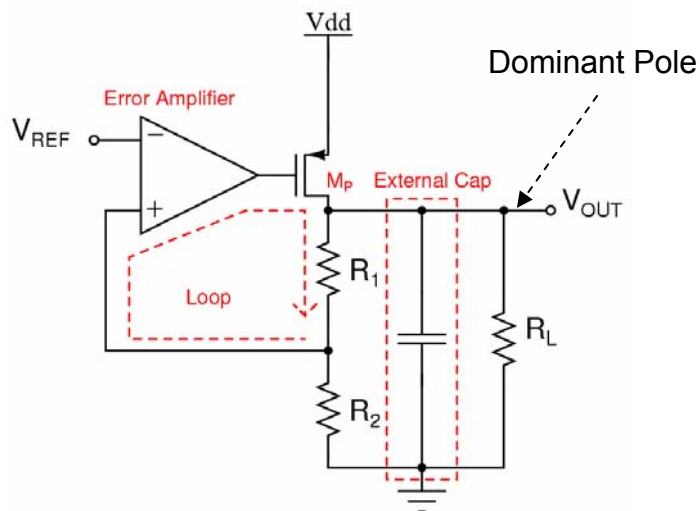 Vdd
Dominant Pole
Error Amplifier
V_REF
−
+
M_P
External Cap
V_OUT
Loop
R_1
R_L
R_2